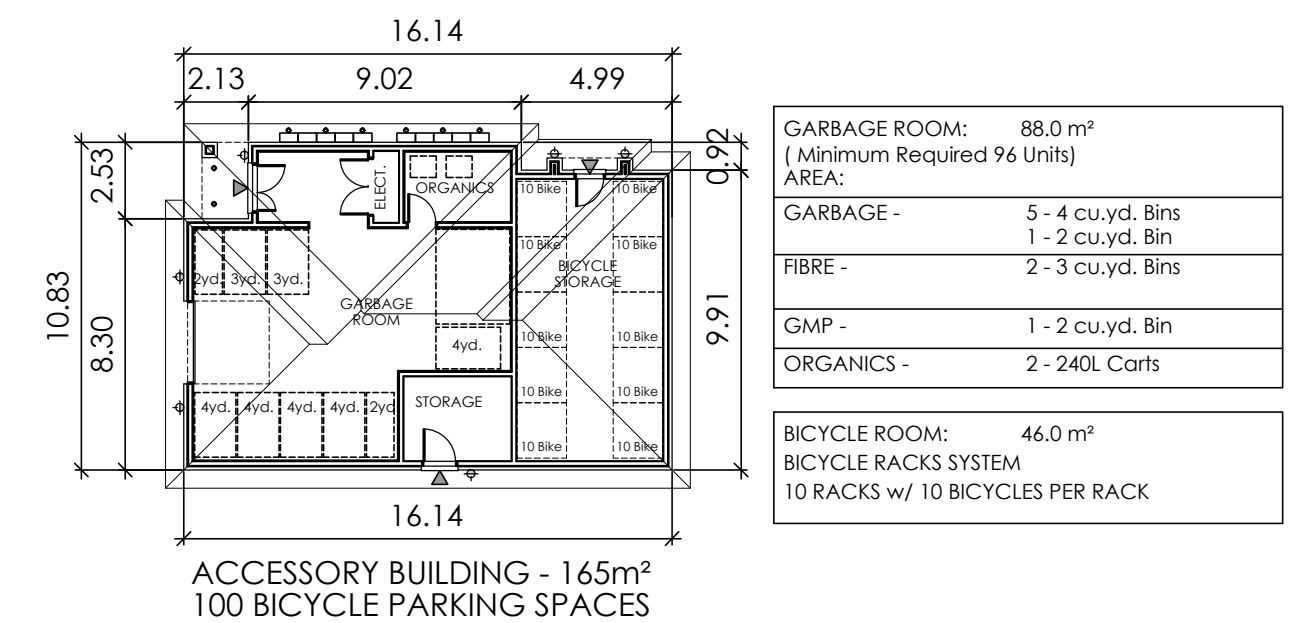 16.14
2.13 9.02 4.99
2.53
0.92
10.83
8.30
9.91
ELECT.
ORGANICS
10 Bike 10 Bike
10 Bike 10 Bike
BICYCLE
STORAGE
2yd. 3yd. 3yd.
GARBAGE
ROOM
4yd.
10 Bike 10 Bike
10 Bike 10 Bike
STORAGE
4yd. 4yd. 4yd. 4yd. 2yd
10 Bike 10 Bike
16.14
ACCESSORY BUILDING - 165m²
100 BICYCLE PARKING SPACES
GARBAGE ROOM: 88.0 m²
( Minimum Required 96 Units)
AREA:
GARBAGE - 5 - 4 cu.yd. Bins
1 - 2 cu.yd. Bin
FIBRE - 2 - 3 cu.yd. Bins
GMP - 1 - 2 cu.yd. Bin
ORGANICS - 2 - 240L Carts
BICYCLE ROOM: 46.0 m²
BICYCLE RACKS SYSTEM
10 RACKS w/ 10 BICYCLES PER RACK